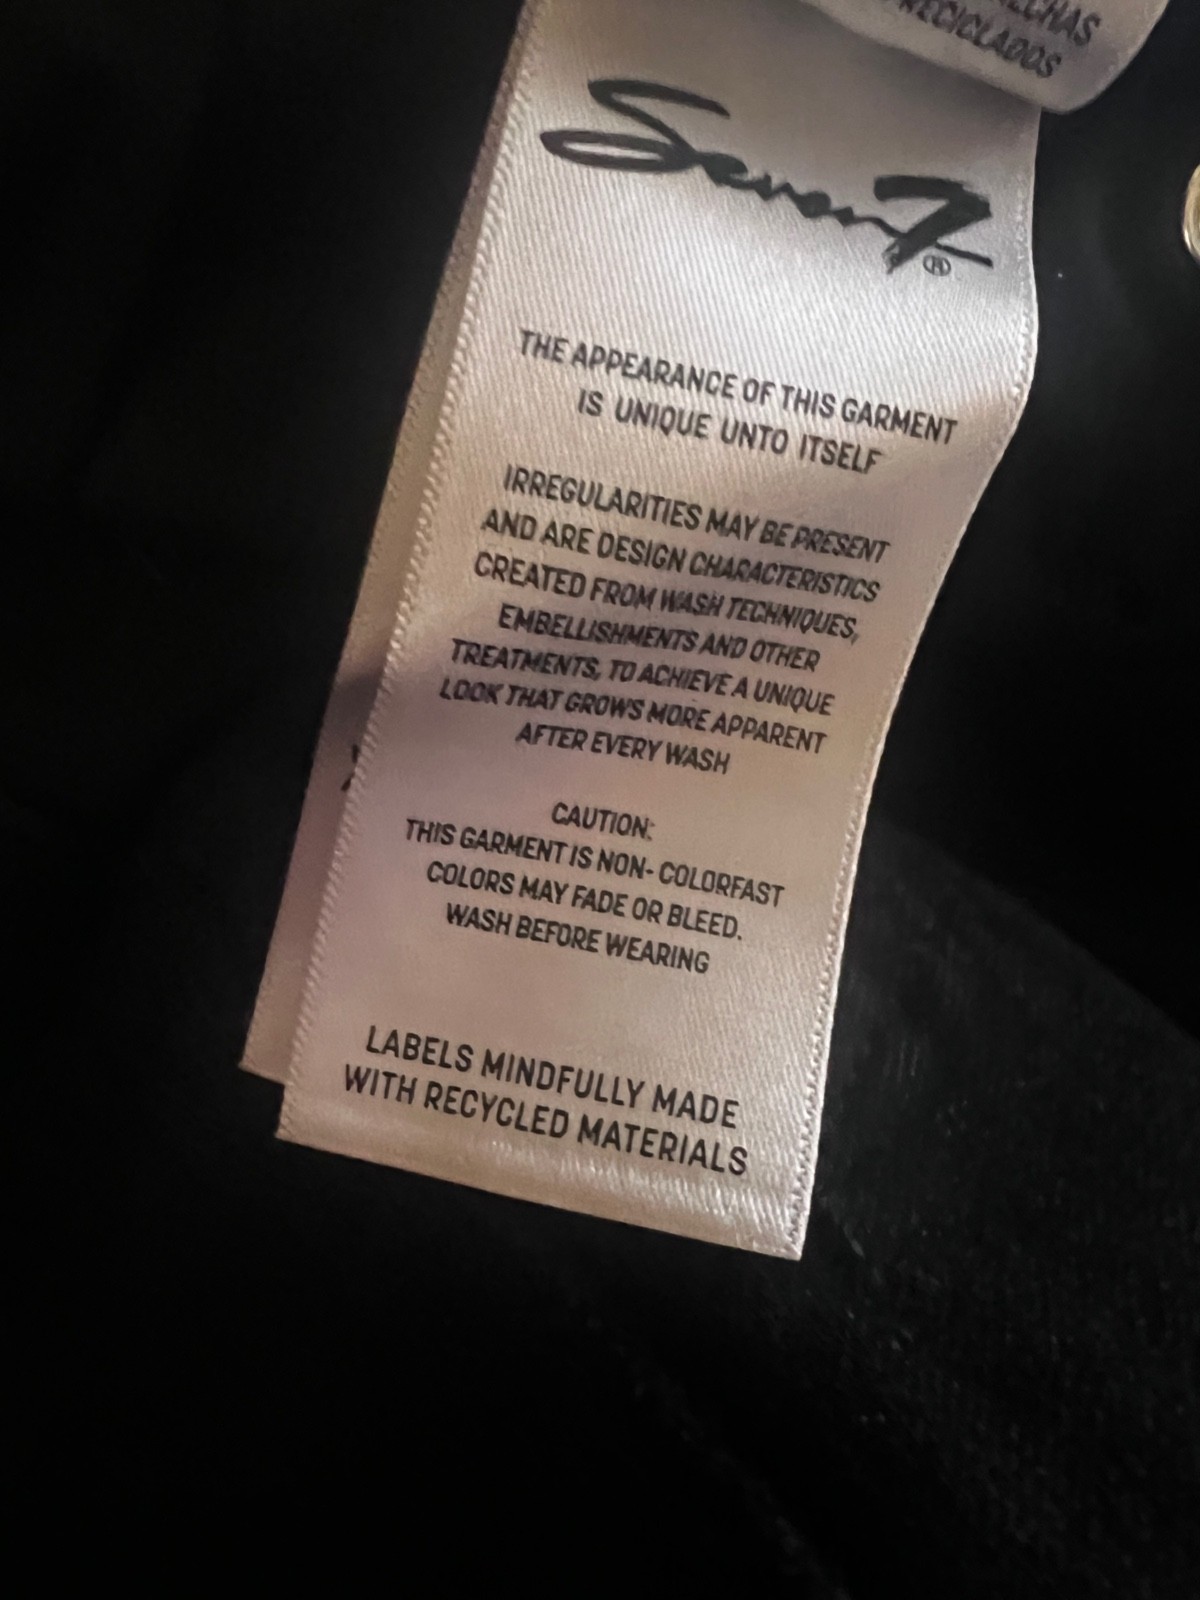 RECICLADOS
Seven7®
THE APPEARANCE OF THIS GARMENT
IS UNIQUE UNTO ITSELF
IRREGULARITIES MAY BE PRESENT
AND ARE DESIGN CHARACTERISTICS
CREATED FROM WASH TECHNIQUES,
EMBELLISHMENTS AND OTHER
TREATMENTS, TO ACHIEVE A UNIQUE
LOOK THAT GROWS MORE APPARENT
AFTER EVERY WASH
CAUTION:
THIS GARMENT IS NON- COLORFAST
COLORS MAY FADE OR BLEED.
WASH BEFORE WEARING
LABELS MINDFULLY MADE
WITH RECYCLED MATERIALS